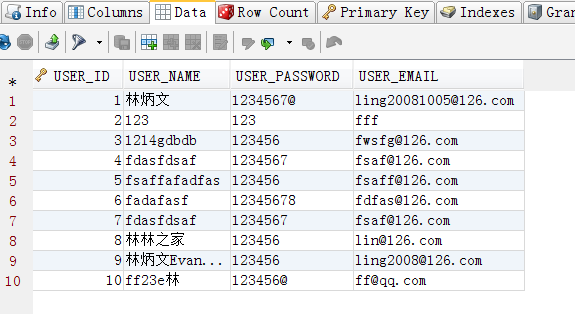 Info Columns Data Row Count Primary Key Indexes Gran
* USER_ID USER_NAME USER_PASSWORD USER_EMAIL
1 1 林炳文 1234567@ ling20081005@126.com
2 2 123 123 fff
3 3 1214gdbdb 123456 fwsfg@126.com
4 4 fdasfdsaf 1234567 fsaf@126.com
5 5 fsaffafadfas 123456 fsaff@126.com
6 6 fadafasf 12345678 fdfas@126.com
7 7 fdasfdsaf 1234567 fsaf@126.com
8 8 林林之家 123456 lin@126.com
9 9 林炳文Evan... 123456 ling2008@126.com
10 10 ff23e林 123456@ ff@qq.com